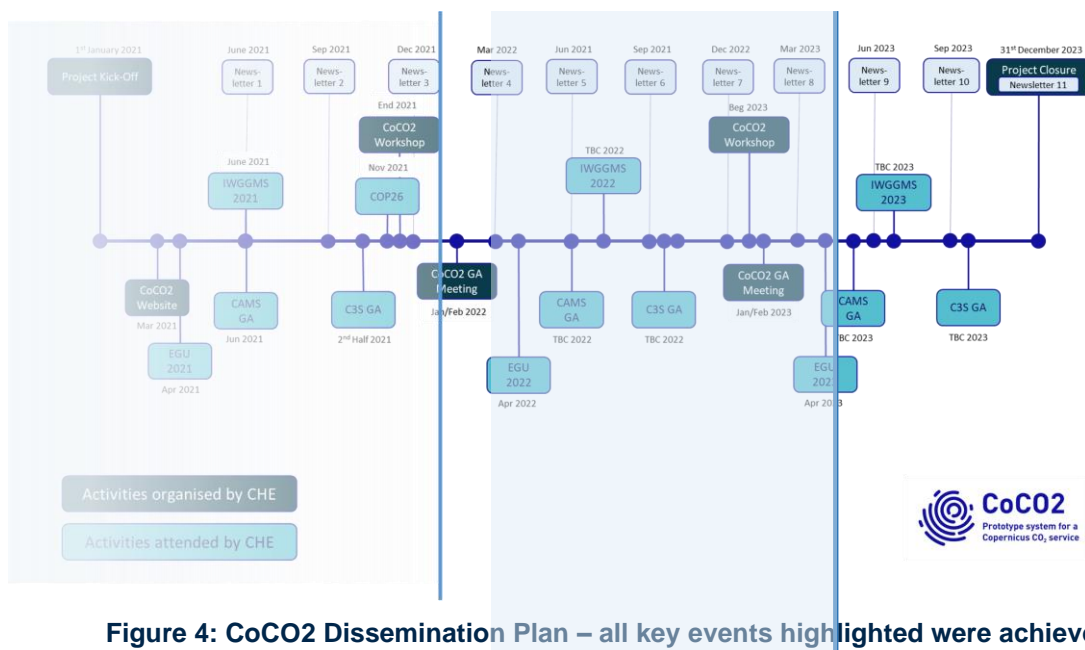 1st January 2021
June 2021
Sep 2021
Dec 2021
Mar 2022
Jun 2021
Sep 2021
Dec 2022
Mar 2023
Jun 2023
Sep 2023
31st December 2023
Project Kick-Off
News-
letter 1
News-
letter 2
News-
letter 3
News-
letter 4
News-
letter 5
News-
letter 6
News-
letter 7
News-
letter 8
News-
letter 9
News-
letter 10
Project Closure
Newsletter 11
End 2021
CoCO2
Workshop
Beg 2023
CoCO2
Workshop
June 2021
IWGGMS
2021
Nov 2021
COP26
TBC 2022
IWGGMS
2022
TBC 2023
IWGGMS
2023
CoCO2
Website
Mar 2021
CAMS
GA
Jun 2021
C3S GA
2nd Half 2021
CoCO2 GA
Meeting
Jan/Feb 2022
CAMS
GA
TBC 2022
C3S GA
TBC 2022
CoCO2 GA
Meeting
Jan/Feb 2023
CAMS
GA
BC 2023
C3S GA
TBC 2023
EGU
2021
Apr 2021
EGU
2022
Apr 2022
EGU
2023
Apr 2023
Activities organised by CHE
Activities attended by CHE
CoCO2
Prototype system for a
Copernicus CO₂ service
Figure 4: CoCO2 Dissemination Plan – all key events highlighted were achieve